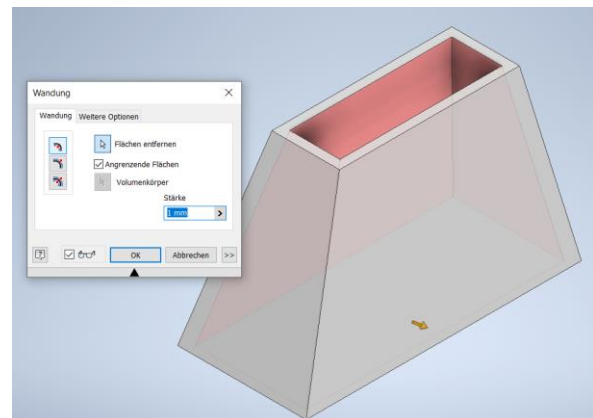 Wandung
Wandung Weitere Optionen
Flächen entfernen
Angrenzende Flächen
Volumenkörper
Stärke
1 mm >
? OK Abbrechen >>